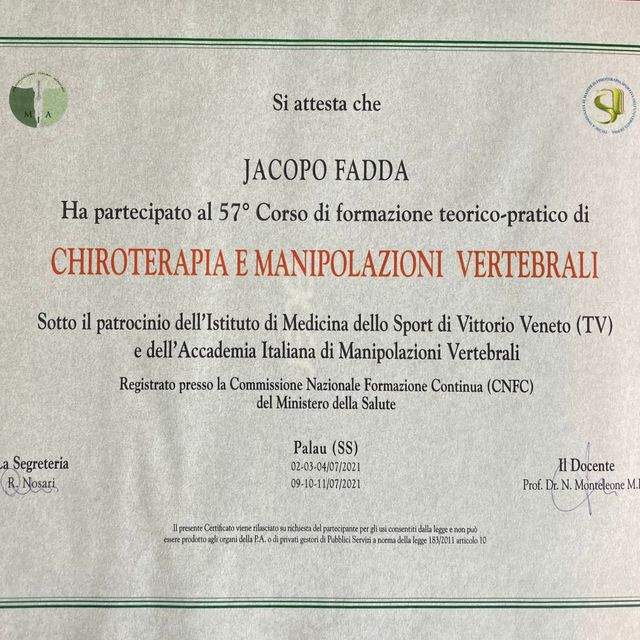 Si attesta che
JACOPO FADDA
Ha partecipato al 57° Corso di formazione teorico-pratico di
CHIROTERAPIA E MANIPOLAZIONI VERTEBRALI
Sotto il patrocinio dell'Istituto di Medicina dello Sport di Vittorio Veneto (TV)
e dell'Accademia Italiana di Manipolazioni Vertebrali
Registrato presso la Commissione Nazionale Formazione Continua (CNFC)
del Ministero della Salute
La Segreteria
R. Nosari
Palau (SS)
02-03-04/07/2021
09-10-11/07/2021
Il Docente
Prof. Dr. N. Monteleone M.
Il presente Certificato viene rilasciato su richiesta del partecipante per gli usi consentiti dalla legge e non può
essere prodotto agli organi della P.A. o di privati gestori di Pubblici Servizi a norma della legge 183/2011 articolo 10
M A